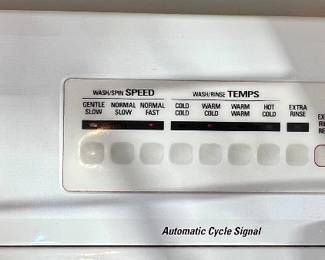 WASH/SPIN SPEED WASH/RINSE TEMPS
GENTLE NORMAL NORMAL COLD WARM WARM HOT EXTRA
SLOW SLOW FAST COLD COLD WARM COLD RINSE
Automatic Cycle Signal